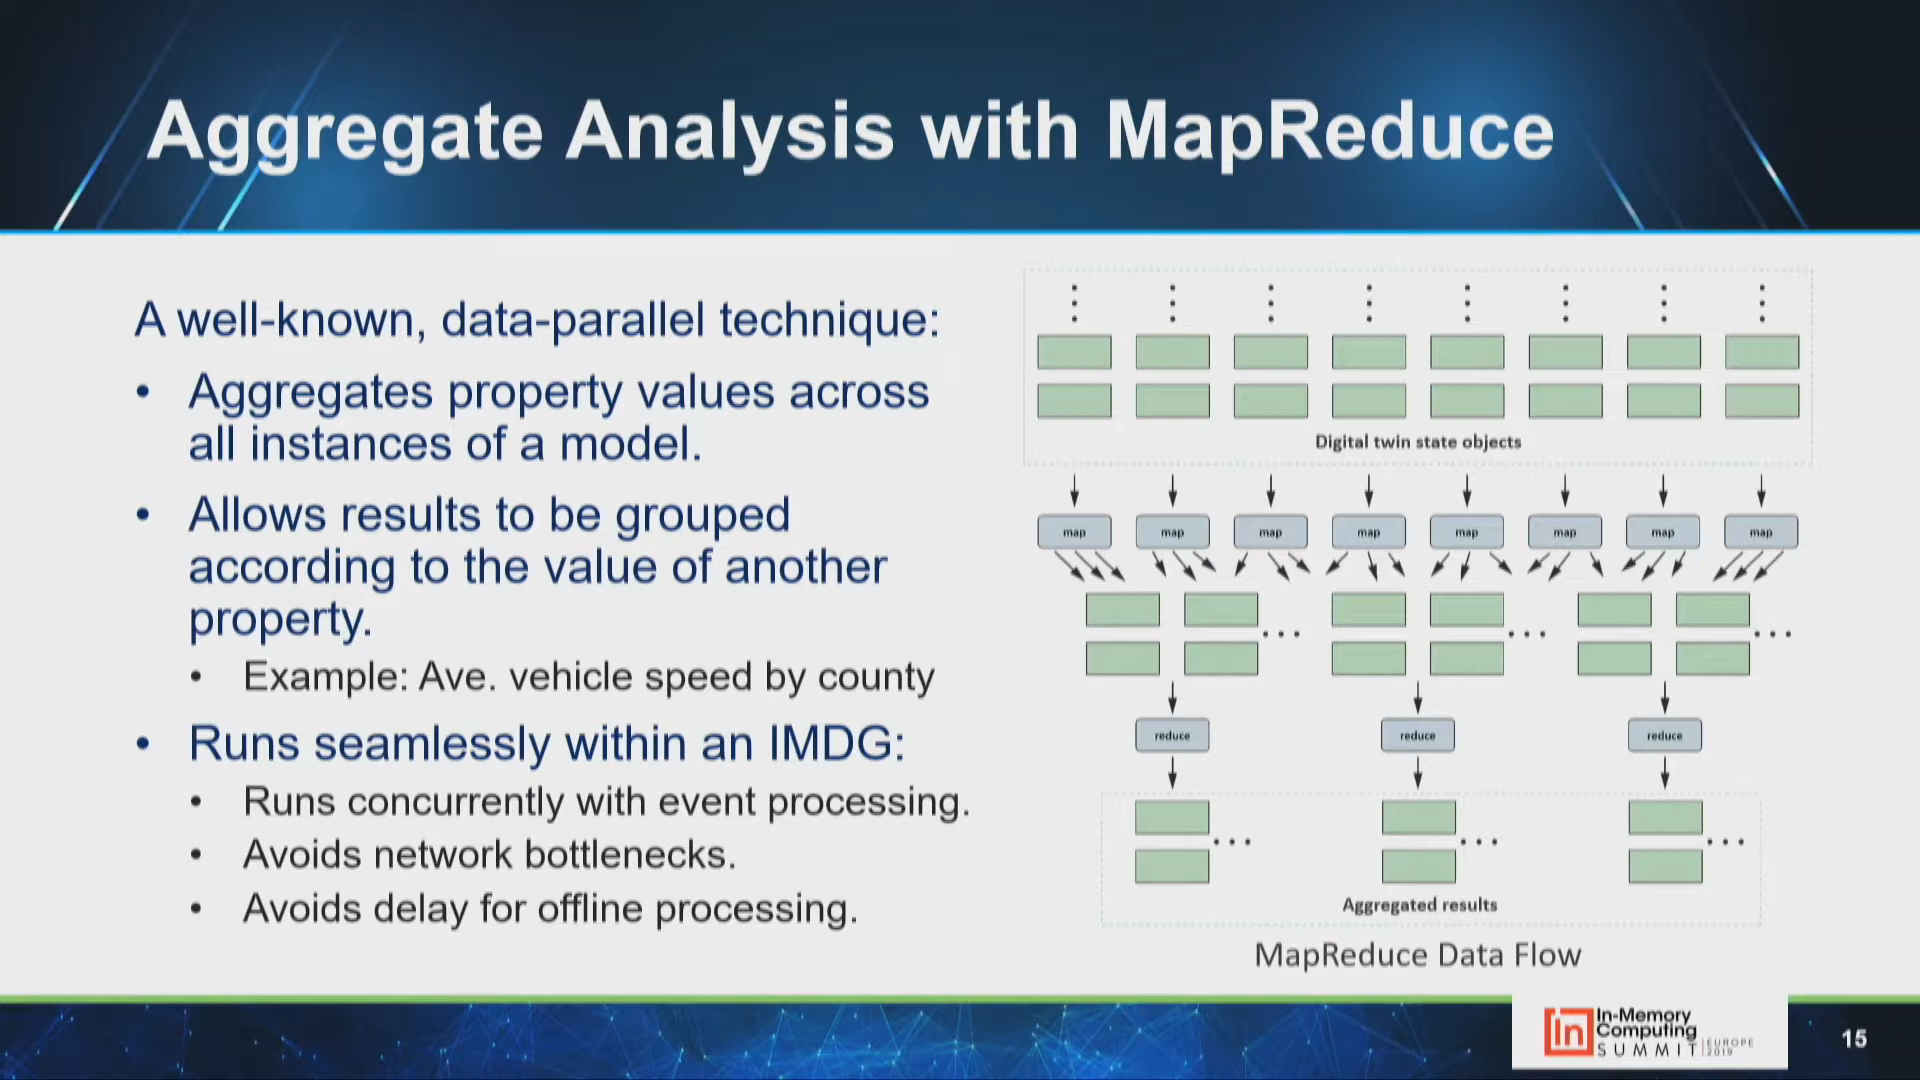 Aggregate Analysis with MapReduce
A well-known, data-parallel technique:
• Aggregates property values across
all instances of a model.
• Allows results to be grouped
according to the value of another
property.
• Example: Ave. vehicle speed by county
• Runs seamlessly within an IMDG:
• Runs concurrently with event processing.
• Avoids network bottlenecks.
• Avoids delay for offline processing.
Digital twin state objects
map map map map map map map map
reduce reduce reduce
Aggregated results
MapReduce Data Flow
in
In-Memory
Computing
SUMMIT EUROPE 2019
15